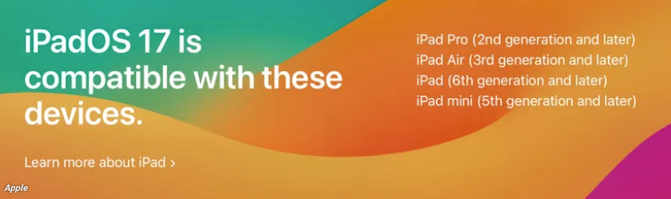 iPadOS 17 is
compatible with these
devices.
Learn more about iPad >
iPad Pro (2nd generation and later)
iPad Air (3rd generation and later)
iPad (6th generation and later)
iPad mini (5th generation and later)
Apple